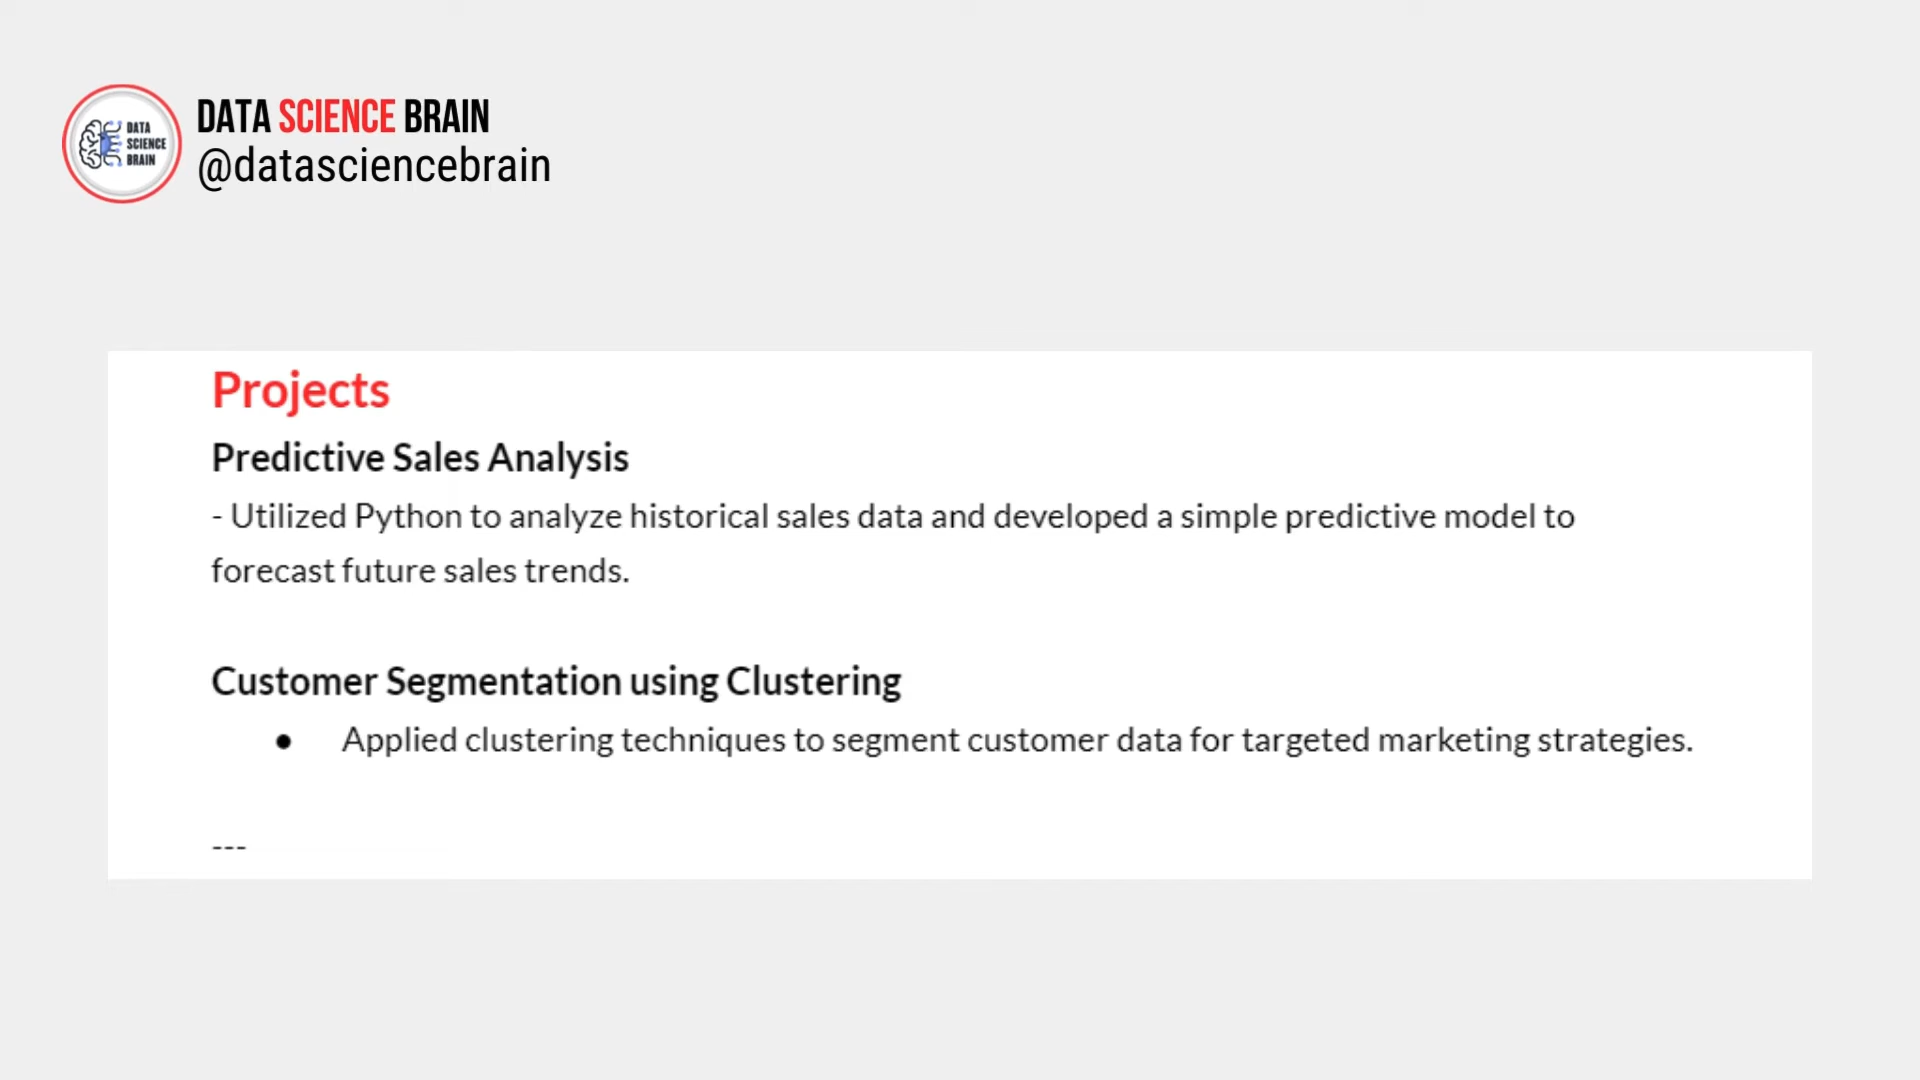 DATA
SCIENCE
BRAIN
DATA SCIENCE BRAIN
@datasciencebrain
Projects
Predictive Sales Analysis
- Utilized Python to analyze historical sales data and developed a simple predictive model to
forecast future sales trends.
Customer Segmentation using Clustering
● Applied clustering techniques to segment customer data for targeted marketing strategies.
---